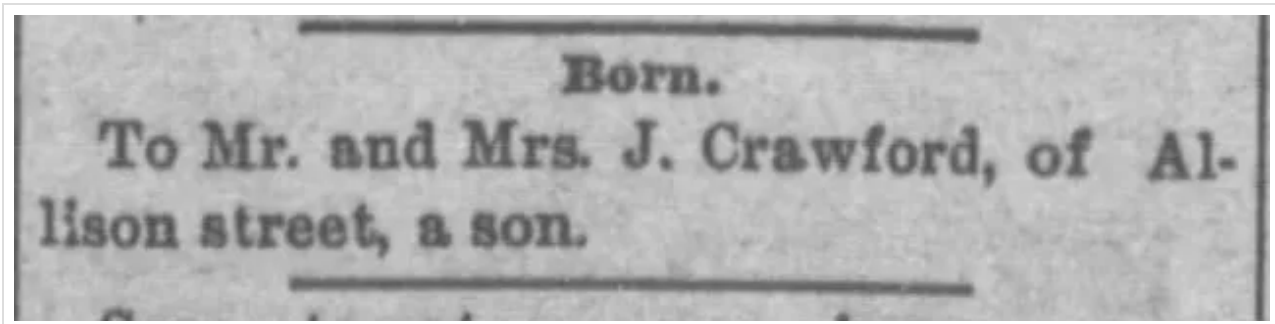 Born.
To Mr. and Mrs. J. Crawford, of Al-
lison street, a son.